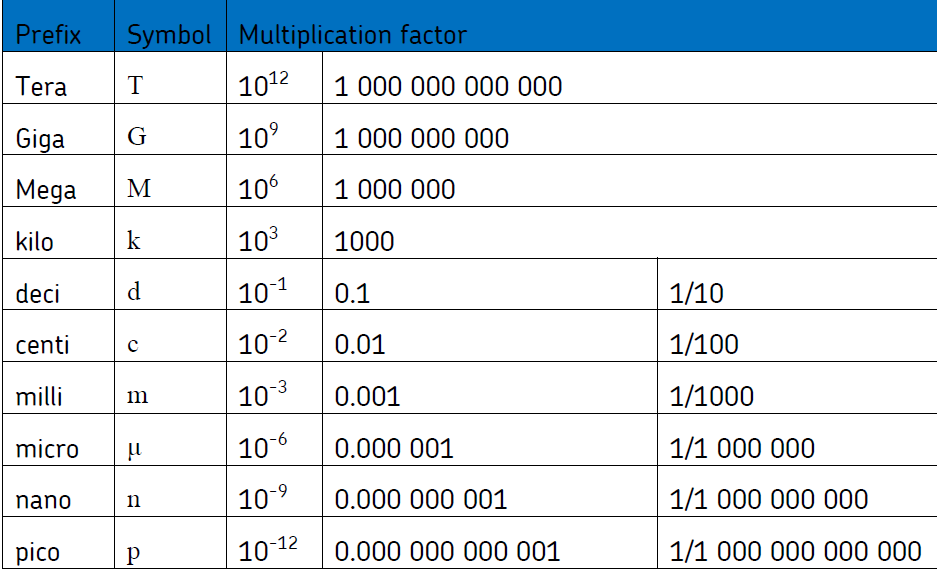 Prefix Symbol Multiplication factor
Tera T 10¹² 1 000 000 000 000
Giga G 10⁹ 1 000 000 000
Mega M 10⁶ 1 000 000
kilo k 10³ 1000
deci d 10⁻¹ 0.1 1/10
centi c 10⁻² 0.01 1/100
milli m 10⁻³ 0.001 1/1000
micro μ 10⁻⁶ 0.000 001 1/1 000 000
nano n 10⁻⁹ 0.000 000 001 1/1 000 000 000
pico p 10⁻¹² 0.000 000 000 001 1/1 000 000 000 000